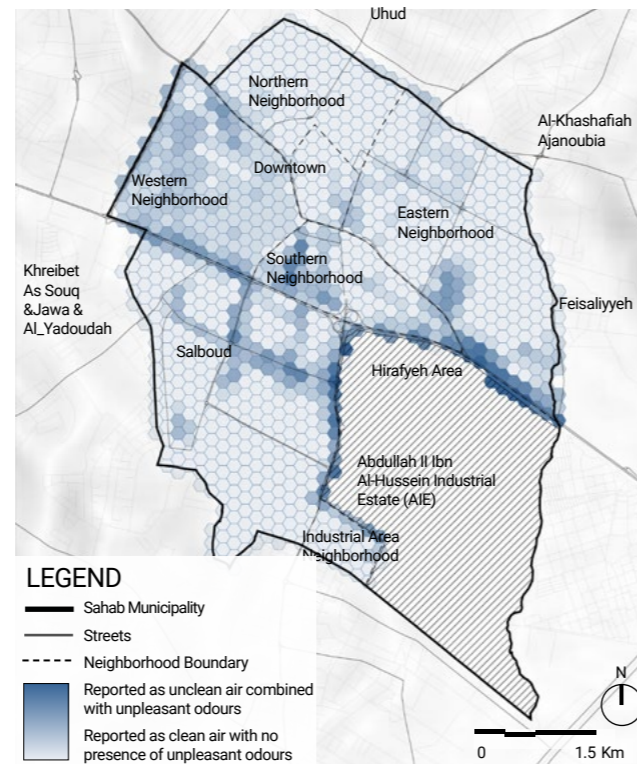 Uhud
Northern
Neighborhood
Al-Khashafiah
Ajanoubia
Downtown
Western
Neighborhood
Eastern
Neighborhood
Southern
Neighborhood
Khreibet
As Souq
&Jawa &
Al_Yadoudah
Feisaliyyeh
Salboud
Hirafyeh Area
Abdullah II Ibn
Al-Hussein Industrial
Estate (AIE)
Industrial Area
Neighborhood
LEGEND
Sahab Municipality
Streets
Neighborhood Boundary
Reported as unclean air combined
with unpleasant odours
Reported as clean air with no
presence of unpleasant odours
N
0 1.5 Km